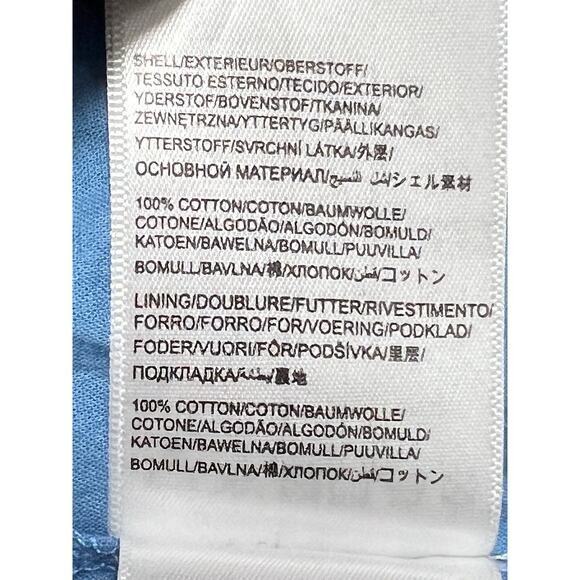 SHELL/EXTERIEUR/OBERSTOFF/
TESSUTO ESTERNO/TECIDO/EXTERIOR/
YDERSTOF/BOVENSTOF/TKANINA/
ZEWNĘTRZNA/YTTERTYG/PÄÄLLIKANGAS/
YTTERSTOFF/SVRCHNÍ LÁTKA/外层/
ОСНОВНОЙ МАТЕРИАЛ/شل النسيج/シェル素材
100% COTTON/COTON/BAUMWOLLE/
COTONE/ALGODÃO/ALGODÓN/BOMULD/
KATOEN/BAWELNA/BOMULL/PUUVILLA/
BOMULL/BAVLNA/棉/ХЛОПОК/قطن/コットン
LINING/DOUBLURE/FUTTER/RIVESTIMENTO/
FORRO/FORRO/FOR/VOERING/PODKLAD/
FODER/VUORI/FÔR/PODŠÍVKA/里层/
ПОДКЛАДКА/بطانة/裏地
100% COTTON/COTON/BAUMWOLLE/
COTONE/ALGODÃO/ALGODÓN/BOMULD/
KATOEN/BAWELNA/BOMULL/PUUVILLA/
BOMULL/BAVLNA/棉/ХЛОПОК/قطن/コットン